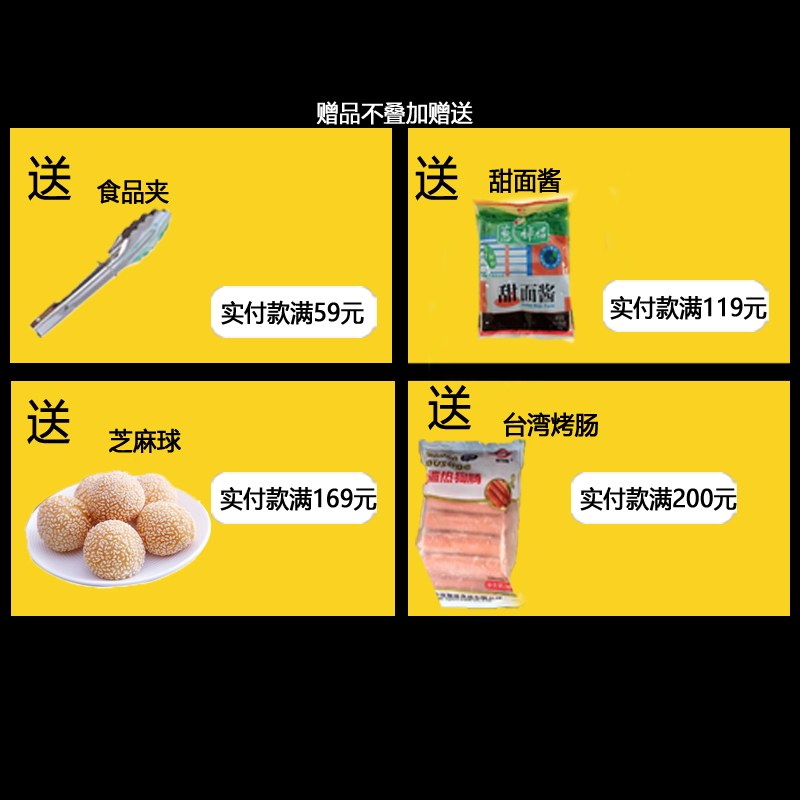 赠品不叠加赠送
送
食品夹
实付款满59元
送
甜面酱
甜面酱
实付款满119元
送
芝麻球
实付款满169元
送
台湾烤肠
实付款满200元